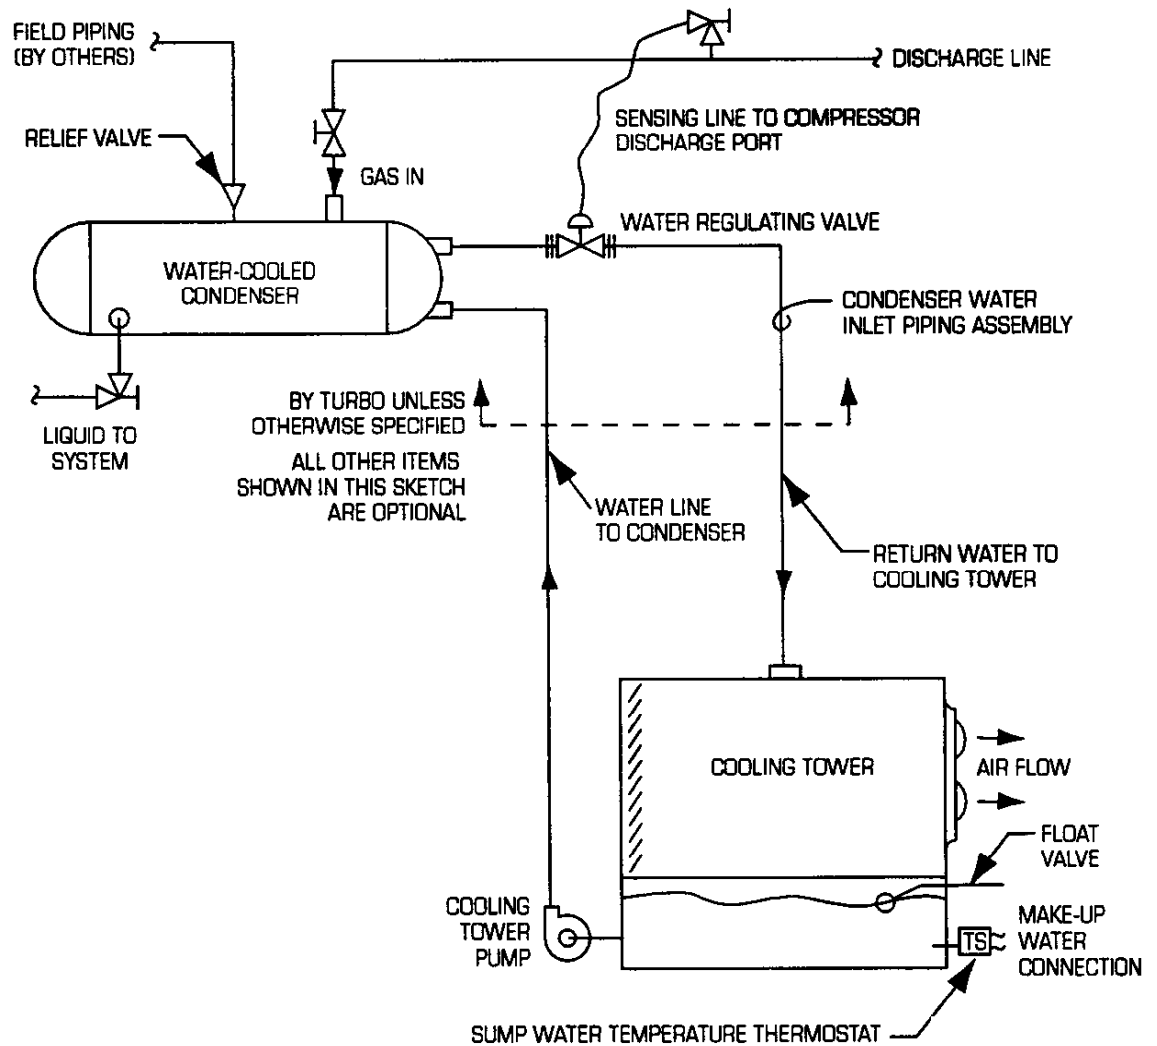 FIELD PIPING
(BY OTHERS)
DISCHARGE LINE
SENSING LINE TO COMPRESSOR
DISCHARGE PORT
RELIEF VALVE
GAS IN
WATER REGULATING VALVE
WATER-COOLED
CONDENSER
CONDENSER WATER
INLET PIPING ASSEMBLY
BY TURBO UNLESS
OTHERWISE SPECIFIED
LIQUID TO
SYSTEM
ALL OTHER ITEMS
SHOWN IN THIS SKETCH
ARE OPTIONAL
WATER LINE
TO CONDENSER
RETURN WATER TO
COOLING TOWER
COOLING TOWER
AIR FLOW
FLOAT
VALVE
COOLING
TOWER
PUMP
TS
MAKE-UP
WATER
CONNECTION
SUMP WATER TEMPERATURE THERMOSTAT